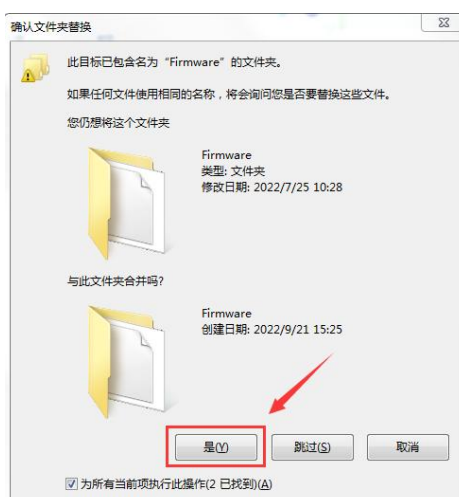 确认文件夹替换
此目标已包含名为“Firmware”的文件夹。
如果任何文件使用相同的名称，将会询问您是否要替换这些文件。
您仍想将这个文件夹
Firmware
类型: 文件夹
修改日期: 2022/7/25 10:28
与此文件夹合并吗?
Firmware
创建日期: 2022/9/21 15:25
是(Y) 跳过(S) 取消
为所有当前项执行此操作(2 已找到)(A)